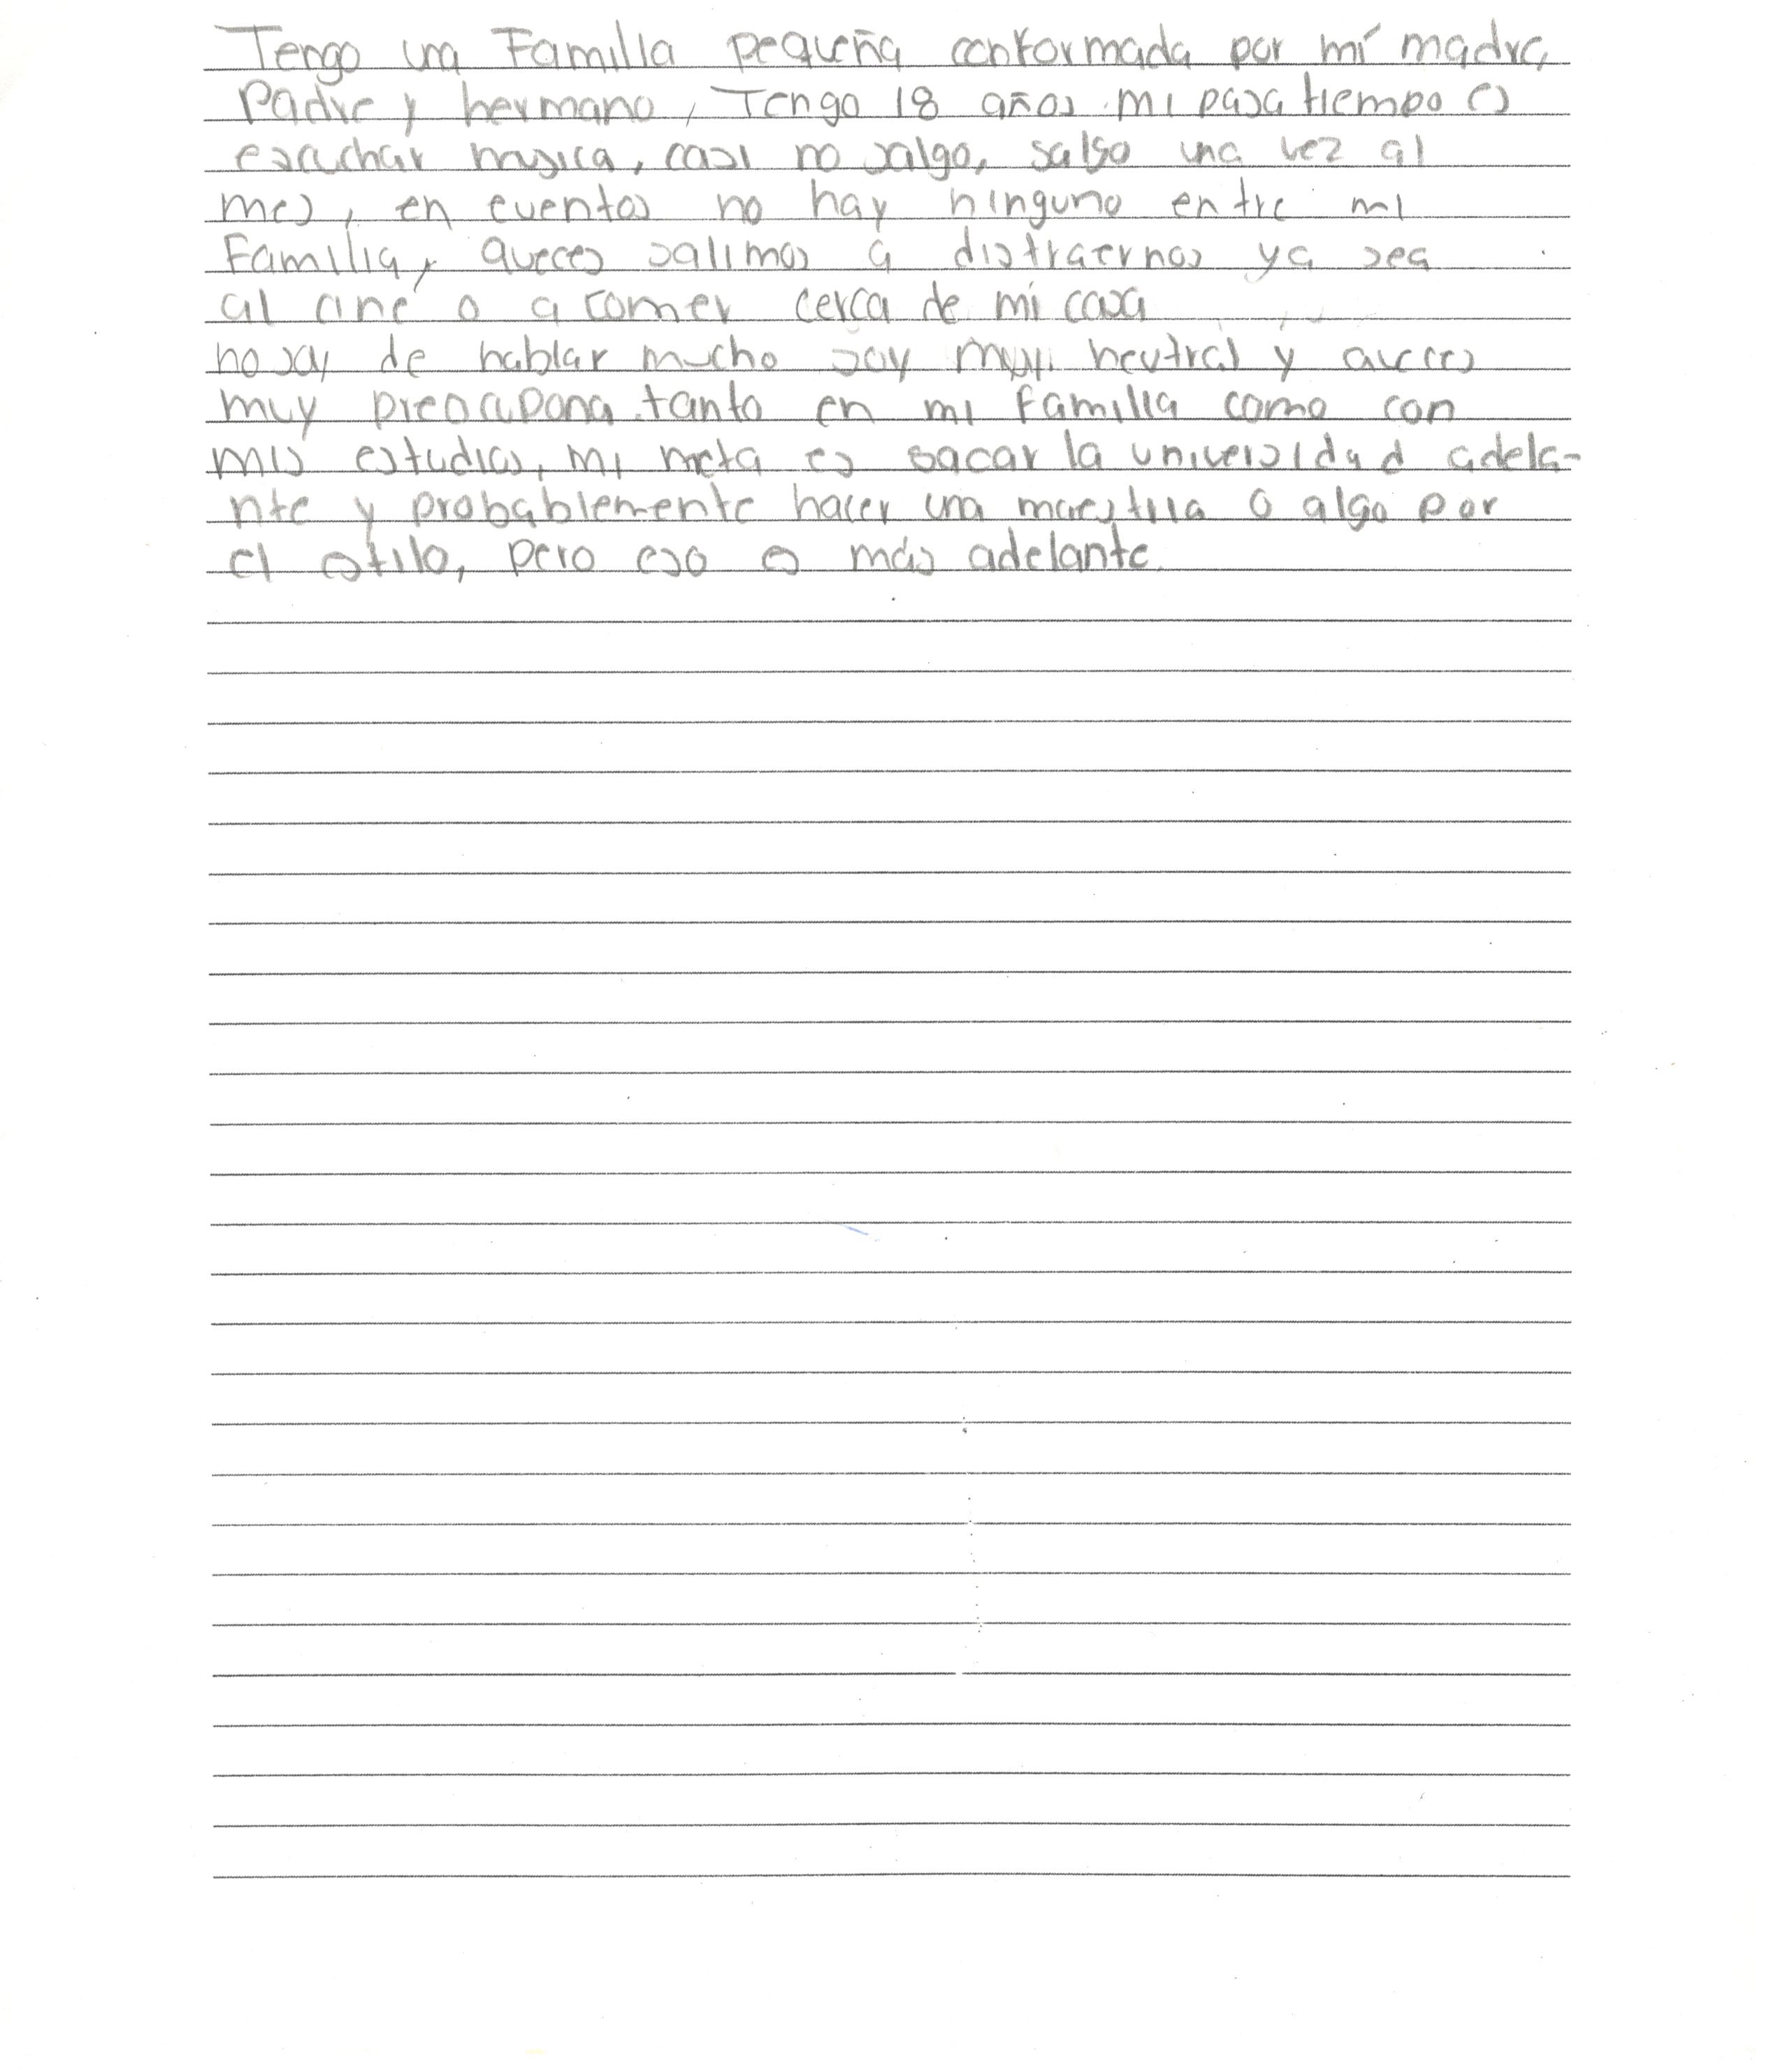 Tengo una Familia pequeña conformada por mí madre,
Padre y hermano, Tengo 18 años mi pasa tiempo es
escuchar musica, casi no salgo, salgo una vez al
mes, en eventos no hay ninguno entre mi
Familia, aveces salimos a distraernos ya sea
al cine o a comer cerca de mi casa
no soy de hablar mucho soy muy neutral y aveces
muy preocupona tanto en mi familia como con
mis estudios, mi meta es sacar la universidad adela-
nte y probablemente hacer una maestria o algo por
el estilo, pero eso es más adelante.